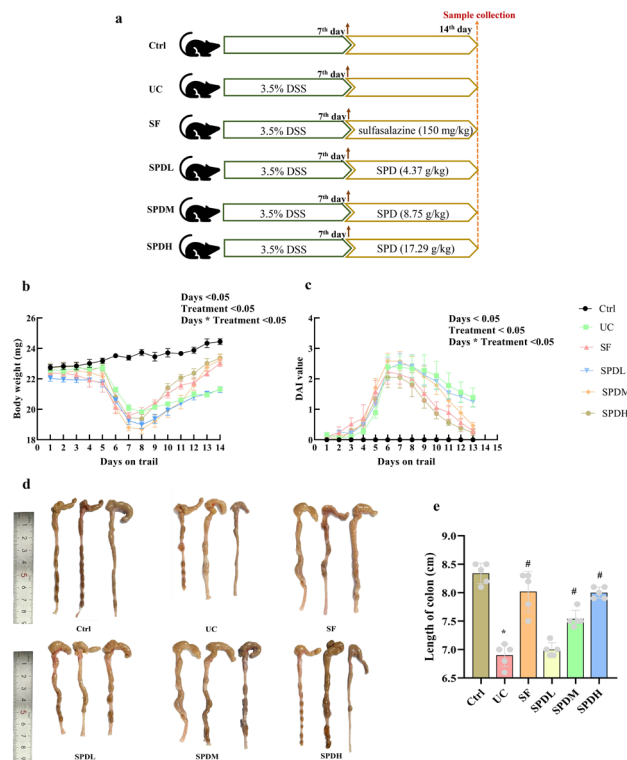 a
Sample collection
7th day
14th day
Ctrl
7th day
UC
3.5% DSS
7th day
SF
3.5% DSS
sulfasalazine (150 mg/kg)
7th day
SPDL
3.5% DSS
SPD (4.37 g/kg)
7th day
SPDM
3.5% DSS
SPD (8.75 g/kg)
7th day
SPDH
3.5% DSS
SPD (17.29 g/kg)
b
Days <0.05
Treatment <0.05
Days * Treatment <0.05
Body weight (mg)
26
24
22
20
18
1 2 3 4 5 6 7 8 9 10 11 12 13 14
Days on trail
c
Days < 0.05
Treatment < 0.05
Days * Treatment <0.05
DAI value
4
3
2
1
0
0 1 2 3 4 5 6 7 8 9 10 11 12 13 14 15
Days on trail
Ctrl
UC
SF
SPDL
SPDM
SPDH
d
Ctrl
UC
SF
SPDL
SPDM
SPDH
e
Length of colon (cm)
9.0
8.5
8.0
7.5
7.0
6.5
*
#
#
#
Ctrl
UC
SF
SPDL
SPDM
SPDH